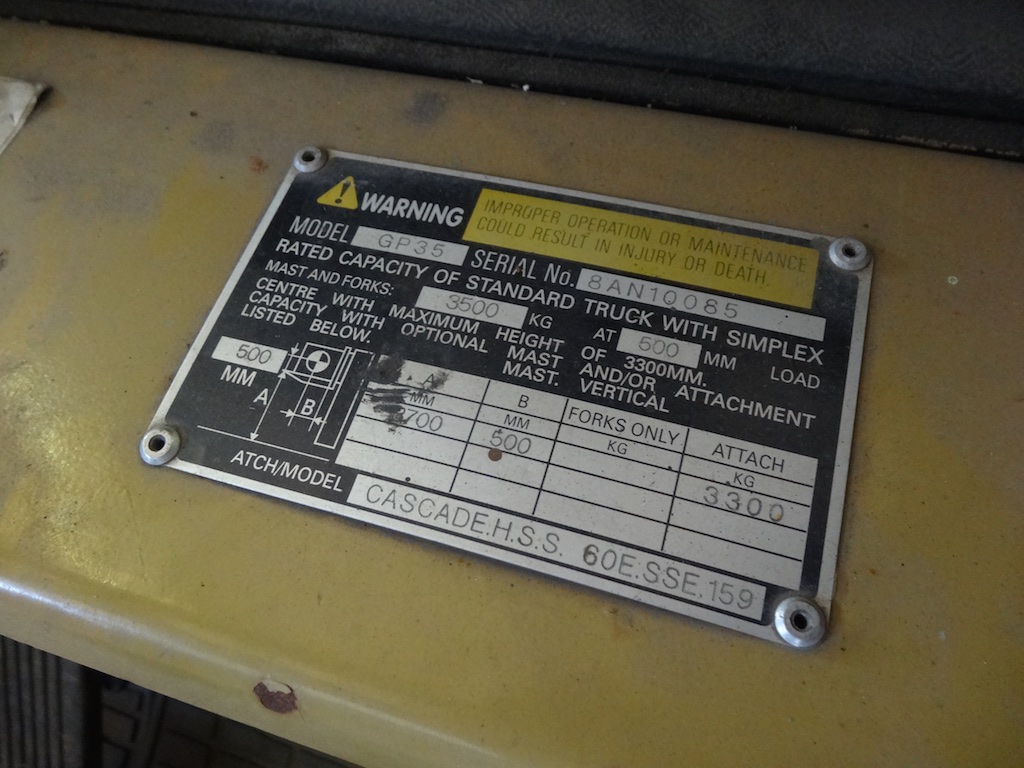 WARNING
IMPROPER OPERATION OR MAINTENANCE
COULD RESULT IN INJURY OR DEATH.
MODEL GP35 SERIAL No. 8AN10085
RATED CAPACITY OF STANDARD TRUCK WITH SIMPLEX
MAST AND FORKS: 3500 KG AT 500 MM LOAD
CENTRE WITH MAXIMUM HEIGHT OF 3300MM.
CAPACITY WITH OPTIONAL MAST AND/OR ATTACHMENT
LISTED BELOW. MAST. VERTICAL
500
MM
A
B
A B FORKS ONLY ATTACH
MM MM KG KG
500 3300
ATCH/MODEL CASCADE.H.S.S. 60E.SSE.159